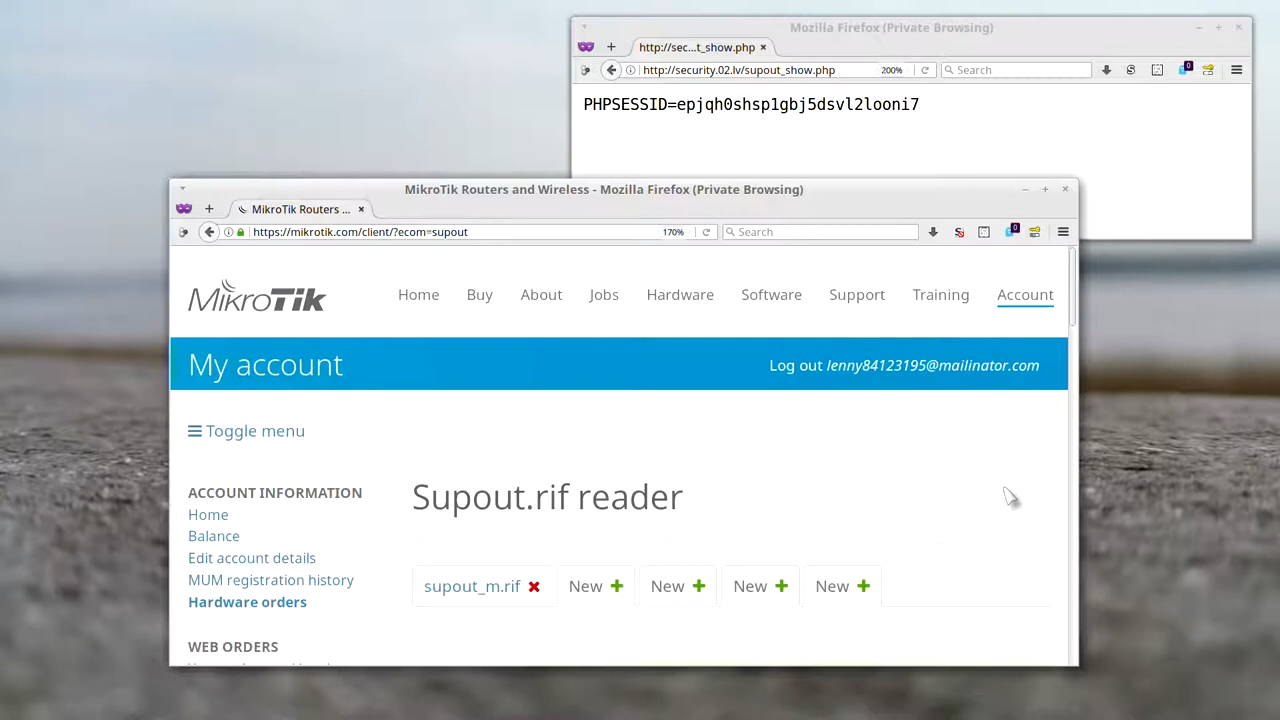 Mozilla Firefox (Private Browsing)
http://sec...t_show.php
http://security.02.lv/supout_show.php 200% Search 0
PHPSESSID=epjqh0shsp1gbj5dsvl2looni7
MikroTik Routers and Wireless - Mozilla Firefox (Private Browsing)
MikroTik Routers ...
https://mikrotik.com/client/?ecom=supout 170% Search 0
MikroTik Home Buy About Jobs Hardware Software Support Training Account
My account Log out lenny84123195@mailinator.com
Toggle menu
ACCOUNT INFORMATION
Home
Balance
Edit account details
MUM registration history
Hardware orders
WEB ORDERS
Supout.rif reader
supout_m.rif New New New New